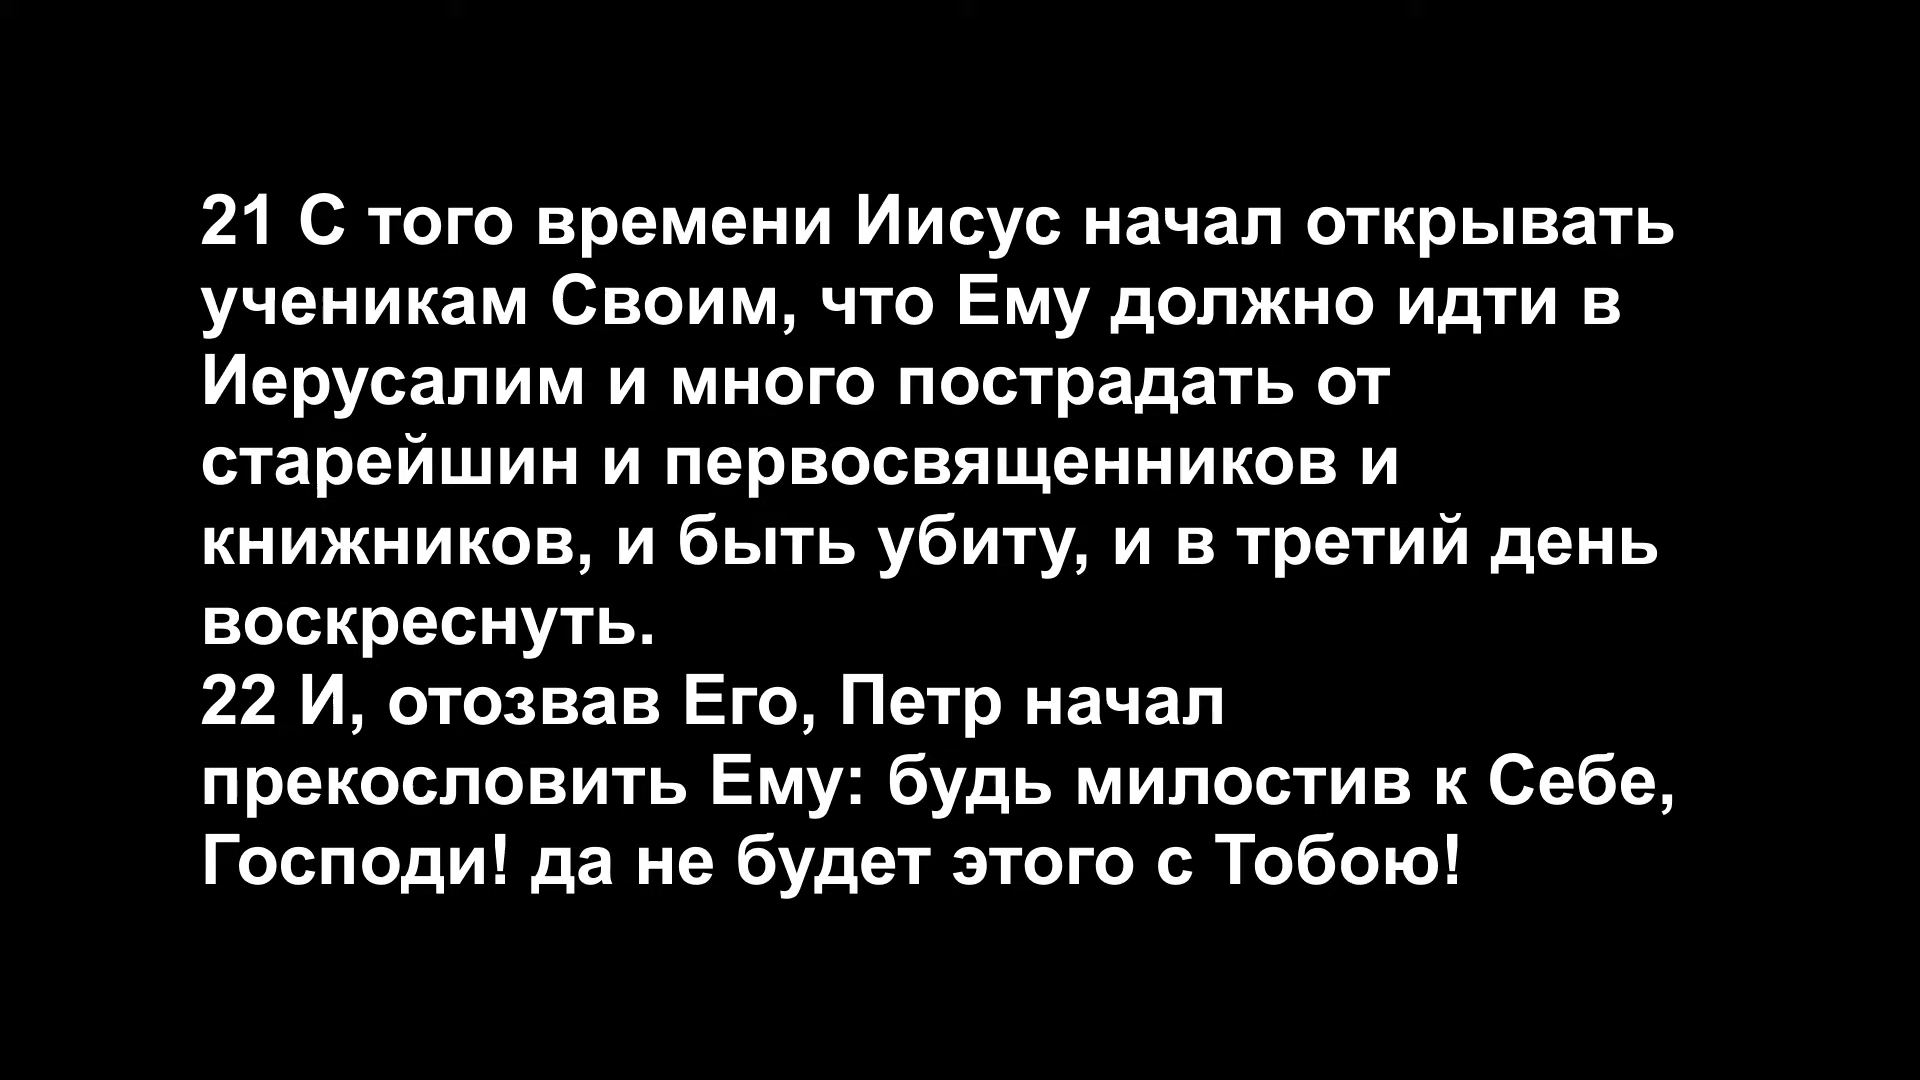 21 С того времени Иисус начал открывать
ученикам Своим, что Ему должно идти в
Иерусалим и много пострадать от
старейшин и первосвященников и
книжников, и быть убиту, и в третий день
воскреснуть.
22 И, отозвав Его, Петр начал
прекословить Ему: будь милостив к Себе,
Господи! да не будет этого с Тобою!